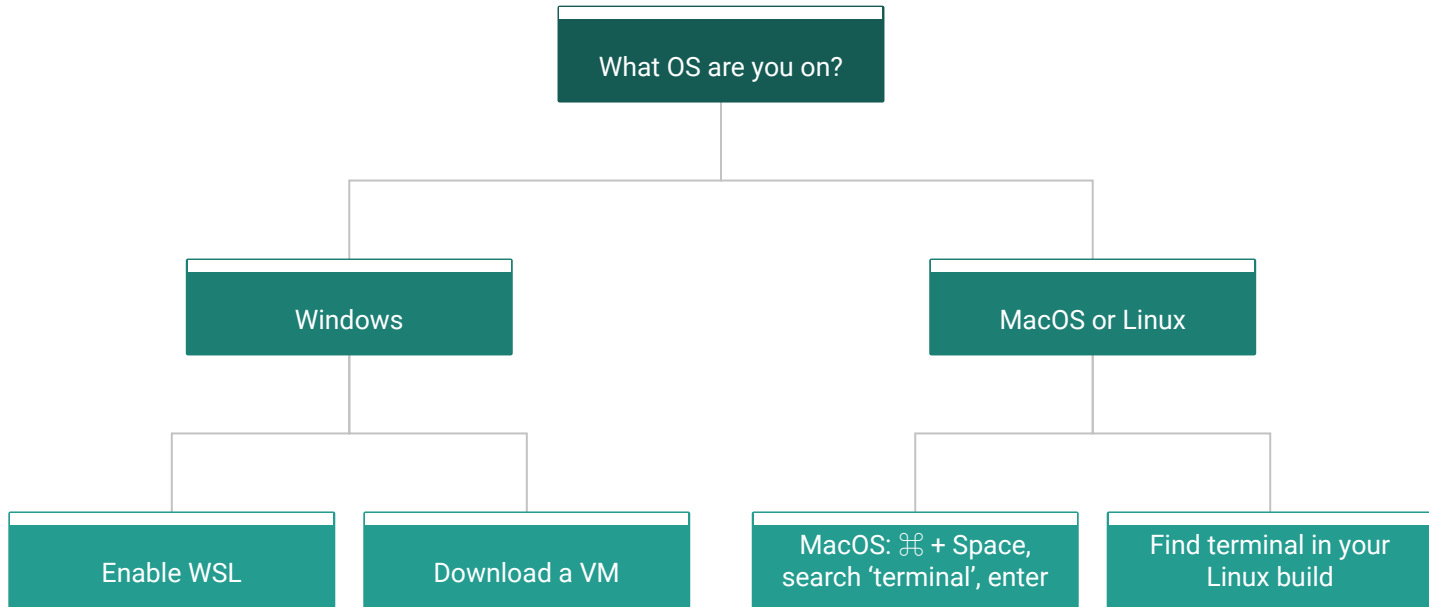 What OS are you on?
Windows
MacOS or Linux
Enable WSL
Download a VM
MacOS: ⌘ + Space,
search ‘terminal’, enter
Find terminal in your
Linux build